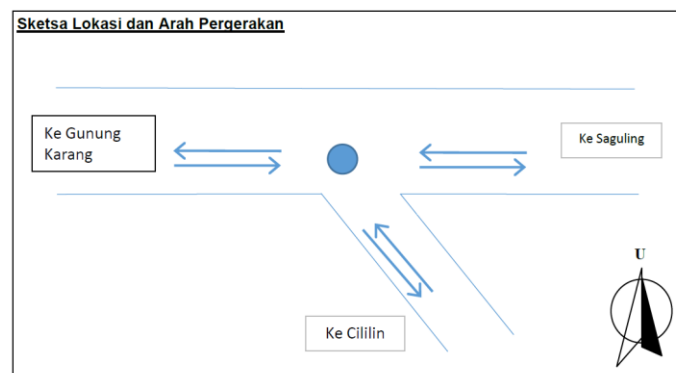 Sketsa Lokasi dan Arah Pergerakan
Ke Gunung
Karang
Ke Saguling
U
Ke Cililin